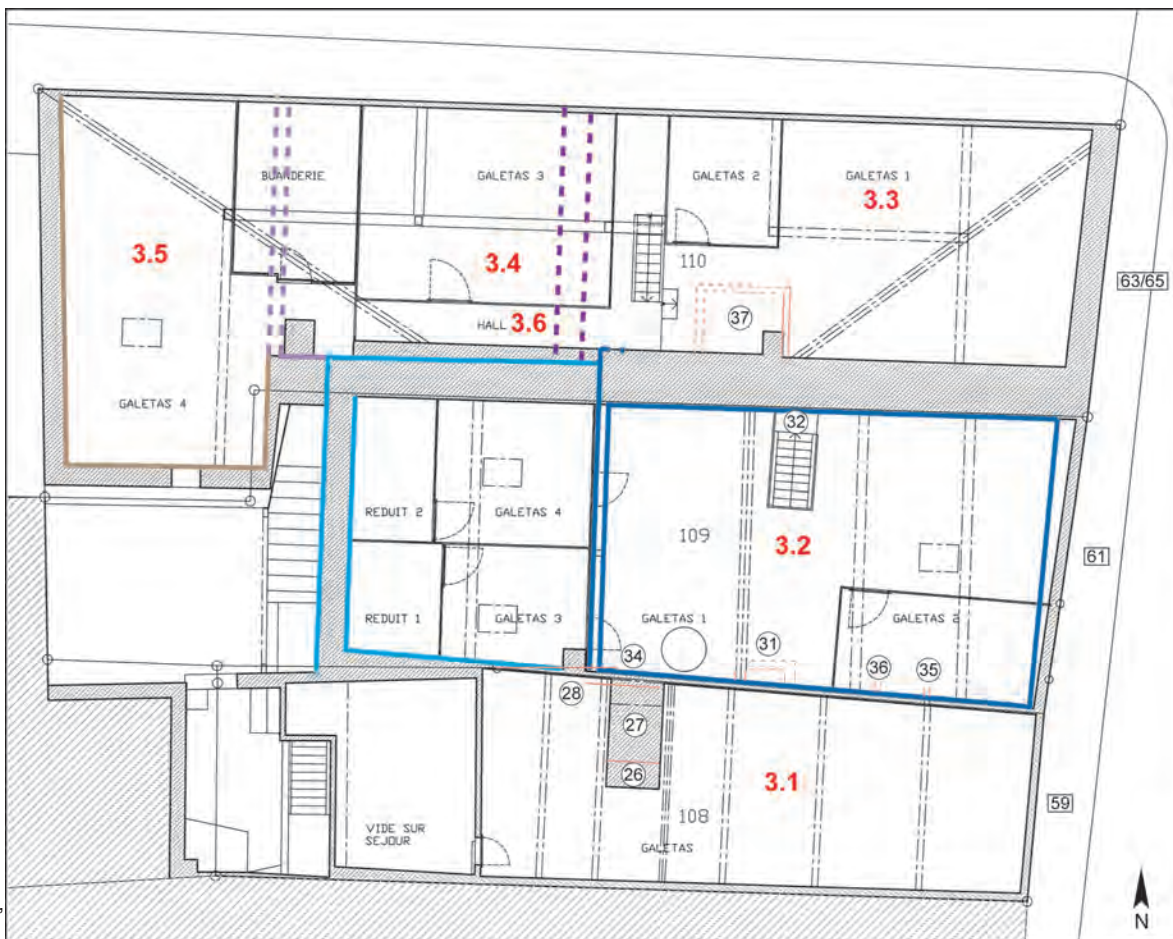 BUANDERIE
GALETAS 3
GALETAS 2
GALETAS 1
3.3
3.5
3.4
110
63/65
HALL
3.6
37
GALETAS 4
32
REDUIT 2
GALETAS 4
109
3.2
61
REDUIT 1
GALETAS 3
GALETAS 1
GALETAS 2
34
31
36
35
28
27
26
3.1
59
108
VIDE SUR
SEJOUR
GALETAS
N